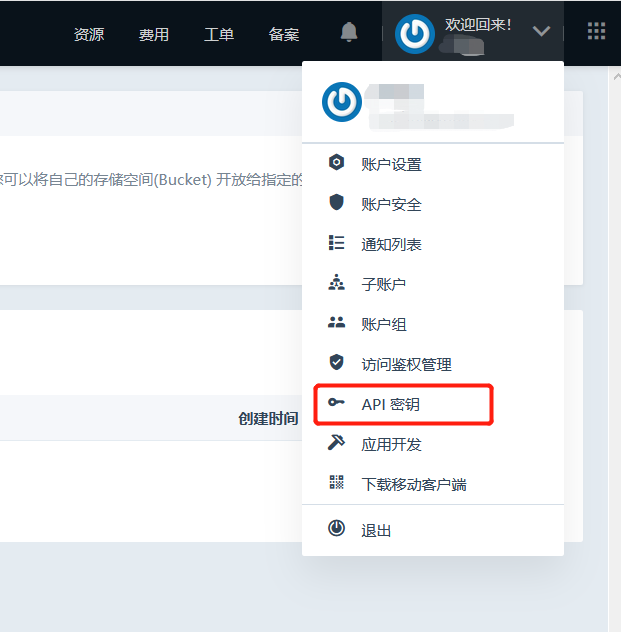 资源 费用 工单 备案 欢迎回来!
可以将自己的存储空间(Bucket) 开放给指定的
创建时间
账户设置
账户安全
通知列表
子账户
账户组
访问鉴权管理
API 密钥
应用开发
下载移动客户端
退出